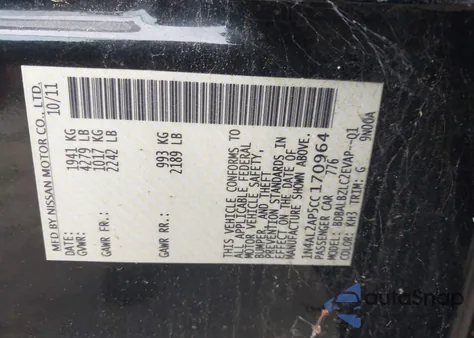 MFD BY NISSAN MOTOR CO., LTD.
DATE: 10/11
GVWR: 1941 KG
4279 LB
GAWR FR: 1017 KG
2242 LB
GAWR RR: 993 KG
2189 LB
THIS VEHICLE CONFORMS TO ALL APPLICABLE
MOTOR VEHICLE SAFETY
BUMPER, AND THEFT
PREVENTION STANDARDS IN
EFFECT ON THE DATE OF
MANUFACTURE SHOWN ABOVE.
1N4AL2AP5CC170964
PASSENGER CAR 776
MODEL: BDBALBZLC2EVAP--Q1
COLOR: KH3 TRIM: G 9N00A
autoSnap